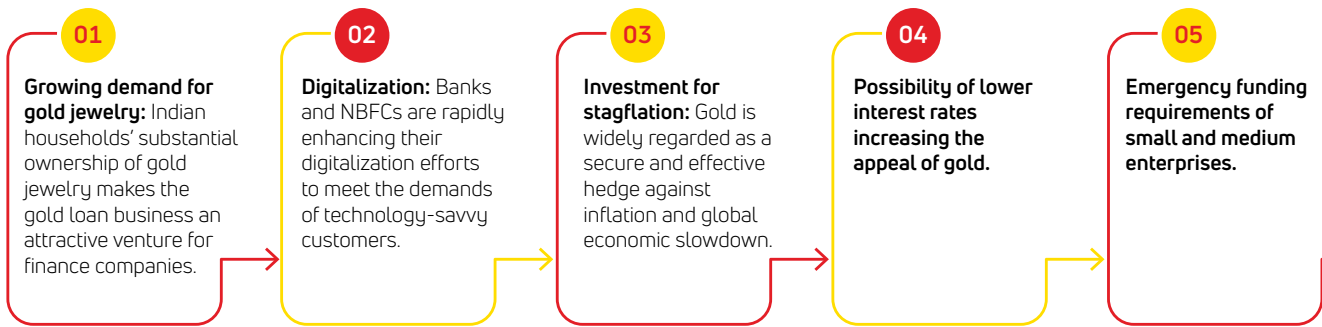 01
Growing demand for
gold jewelry: Indian
households’ substantial
ownership of gold
jewelry makes the
gold loan business an
attractive venture for
finance companies.
02
Digitalization: Banks
and NBFCs are rapidly
enhancing their
digitalization efforts
to meet the demands
of technology-savvy
customers.
03
Investment for
stagflation: Gold is
widely regarded as a
secure and effective
hedge against
inflation and global
economic slowdown.
04
Possibility of lower
interest rates
increasing the
appeal of gold.
05
Emergency funding
requirements of
small and medium
enterprises.